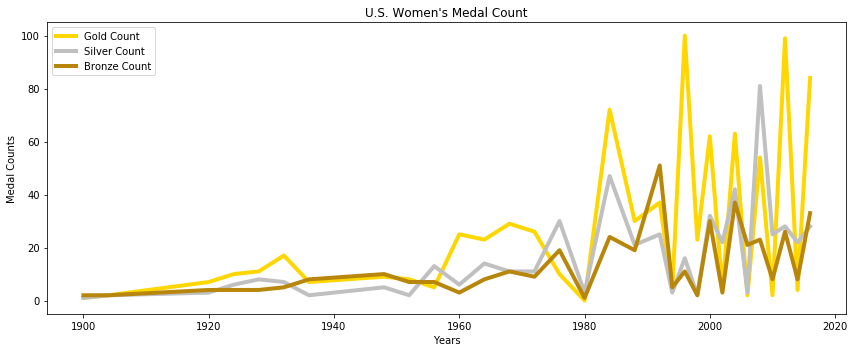 U.S. Women's Medal Count
Gold Count
Silver Count
Bronze Count
Medal Counts
100
80
60
40
20
0
1900
1920
1940
1960
1980
2000
2020
Years